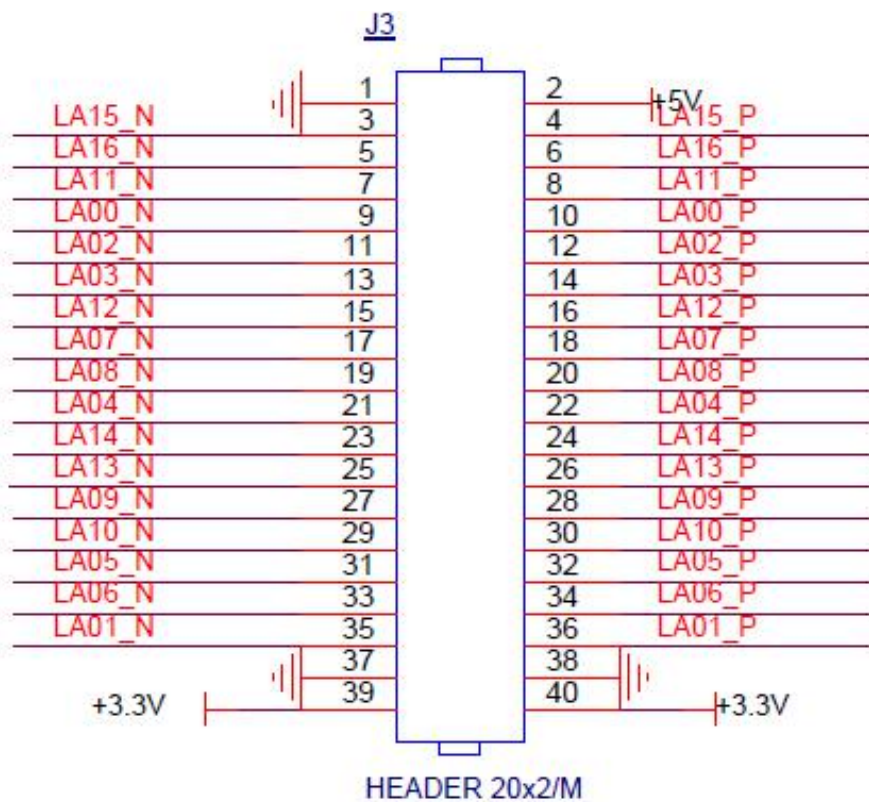 J3
1 2 +5V
LA15_N 3 4 LA15_P
LA16_N 5 6 LA16_P
LA11_N 7 8 LA11_P
LA00_N 9 10 LA00_P
LA02_N 11 12 LA02_P
LA03_N 13 14 LA03_P
LA12_N 15 16 LA12_P
LA07_N 17 18 LA07_P
LA08_N 19 20 LA08_P
LA04_N 21 22 LA04_P
LA14_N 23 24 LA14_P
LA13_N 25 26 LA13_P
LA09_N 27 28 LA09_P
LA10_N 29 30 LA10_P
LA05_N 31 32 LA05_P
LA06_N 33 34 LA06_P
LA01_N 35 36 LA01_P
37 38
+3.3V 39 40 +3.3V
HEADER 20x2/M